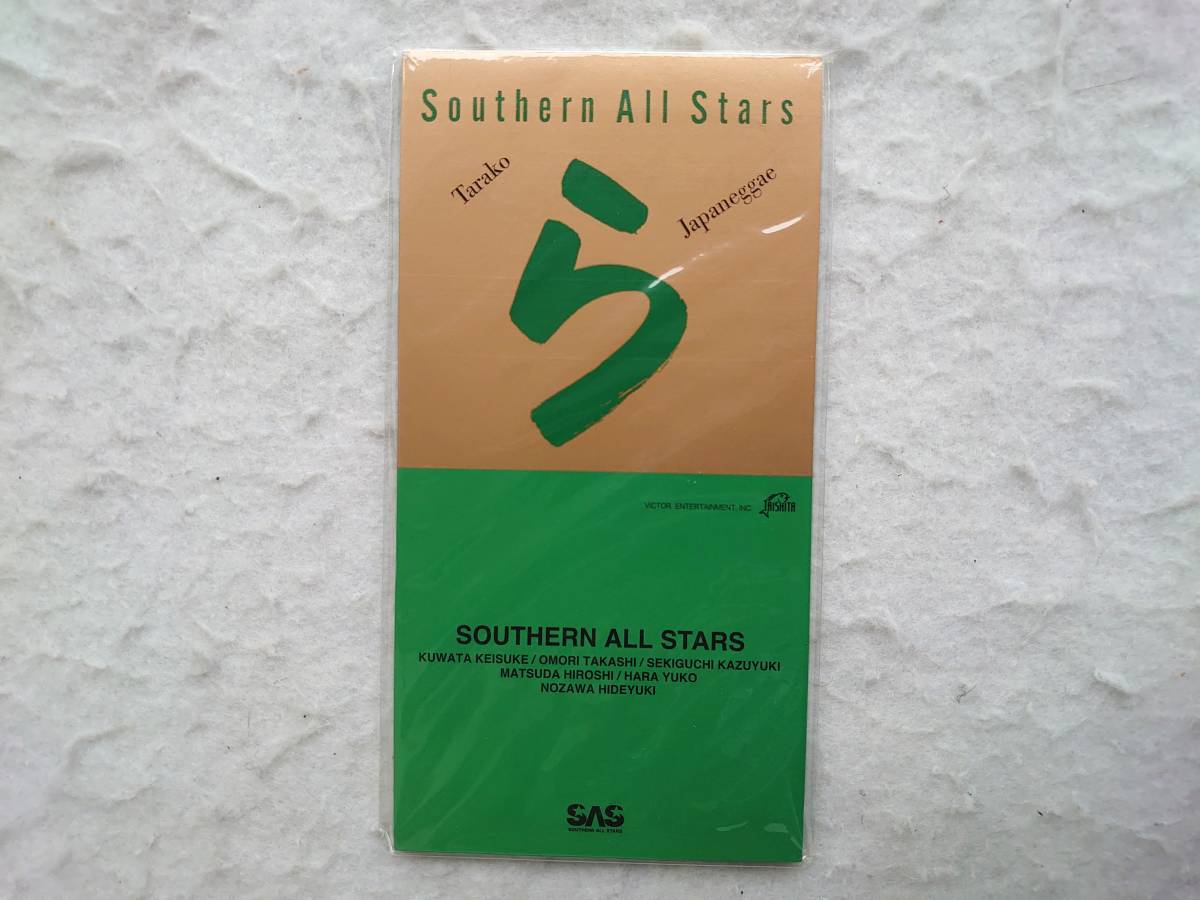 Southern All Stars
Tarako
Japaneggae
ら
VICTOR ENTERTAINMENT, INC.
TAISHITA
SOUTHERN ALL STARS
KUWATA KEISUKE / OMORI TAKASHI / SEKIGUCHI KAZUYUKI
MATSUDA HIROSHI / HARA YUKO
NOZAWA HIDEYUKI
SAS
SOUTHERN ALL STARS